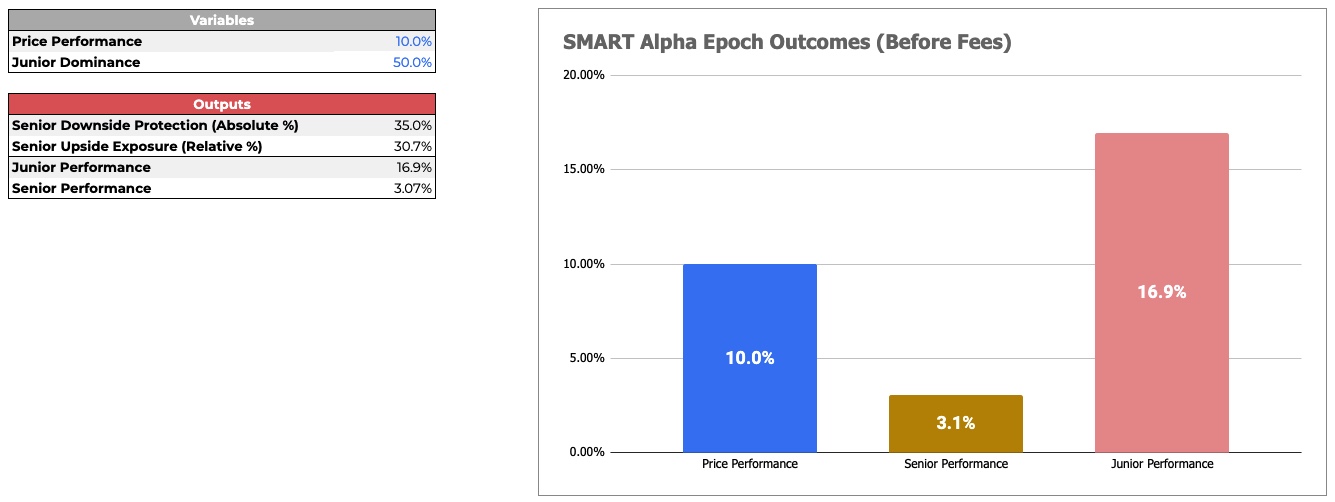 Variables
Price Performance 10.0%
Junior Dominance 50.0%
Outputs
Senior Downside Protection (Absolute %) 35.0%
Senior Upside Exposure (Relative %) 30.7%
Junior Performance 16.9%
Senior Performance 3.07%
SMART Alpha Epoch Outcomes (Before Fees)
20.00%
15.00%
10.00%
5.00%
0.00%
10.0%
3.1%
16.9%
Price Performance
Senior Performance
Junior Performance